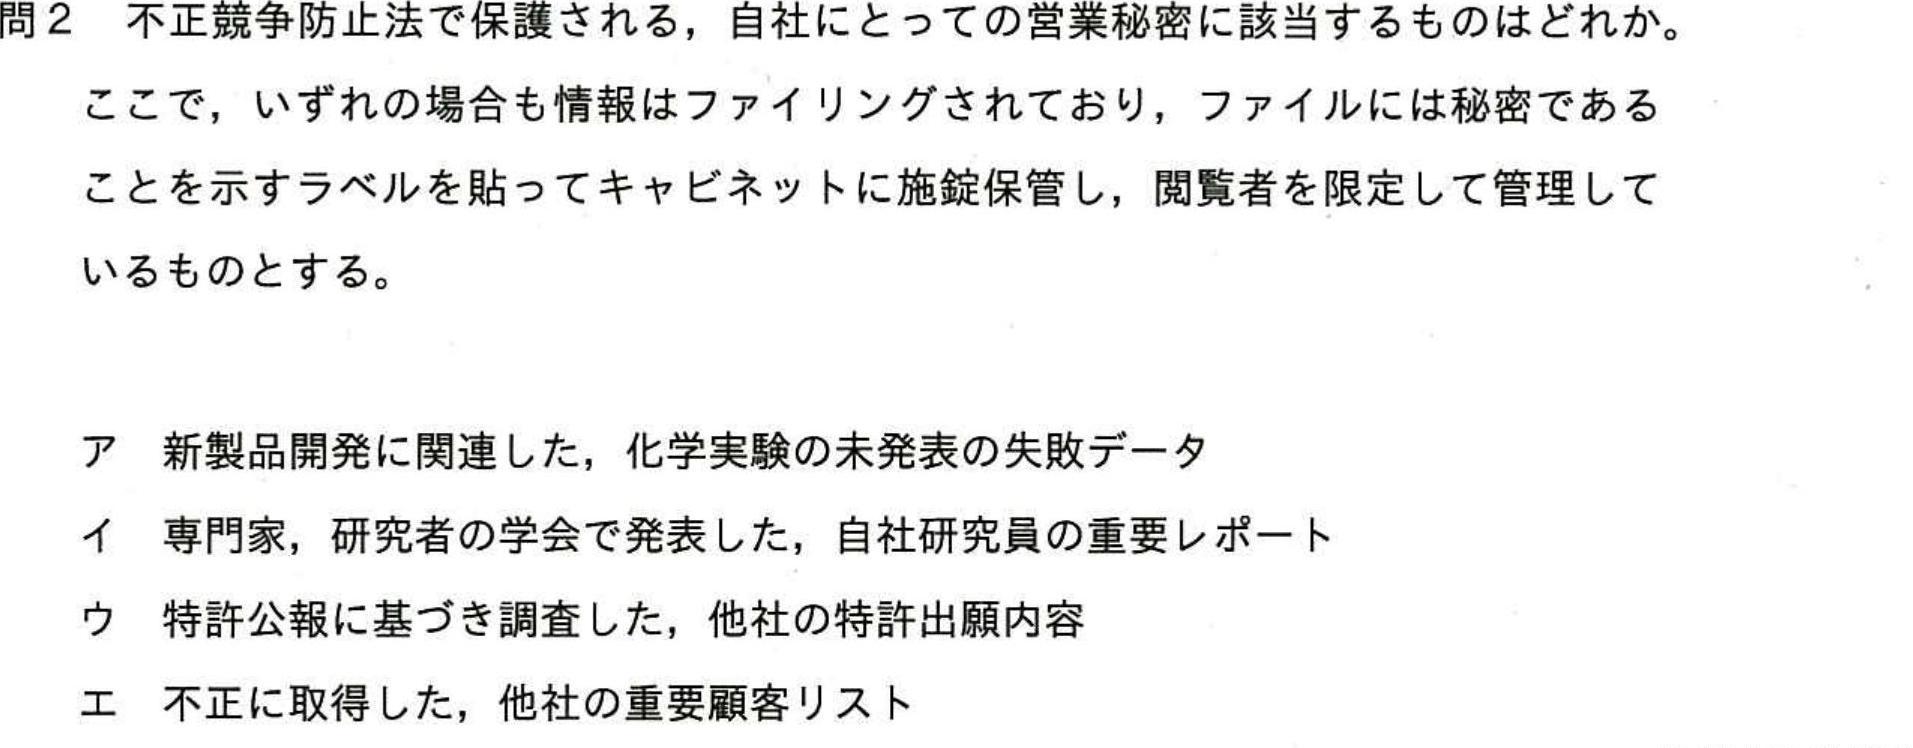 問2　不正競争防止法で保護される，自社にとっての営業秘密に該当するものはどれか。
ここで，いずれの場合も情報はファイリングされており，ファイルには秘密である
ことを示すラベルを貼ってキャビネットに施錠保管し，閲覧者を限定して管理して
いるものとする。
ア　新製品開発に関連した，化学実験の未発表の失敗データ
イ　専門家，研究者の学会で発表した，自社研究員の重要レポート
ウ　特許公報に基づき調査した，他社の特許出願内容
エ　不正に取得した，他社の重要顧客リスト